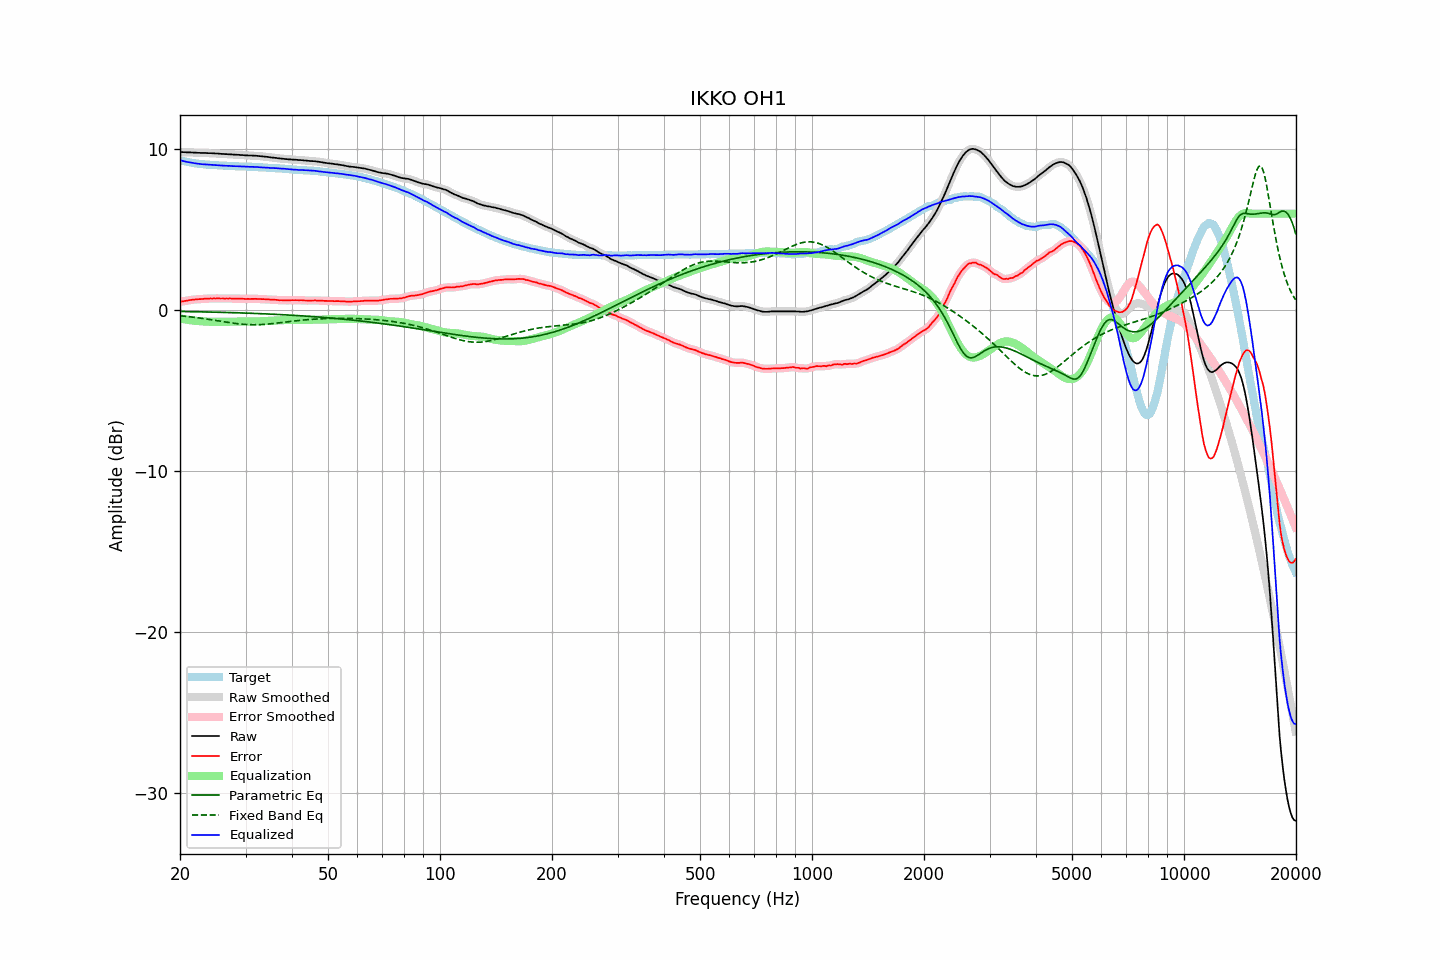 IKKO OH1
10
0
−10
−20
−30
Amplitude (dBr)
Target
Raw Smoothed
Error Smoothed
Raw
Error
Equalization
Parametric Eq
Fixed Band Eq
Equalized
20 50 100 200 500 1000 2000 5000 10000 20000
Frequency (Hz)